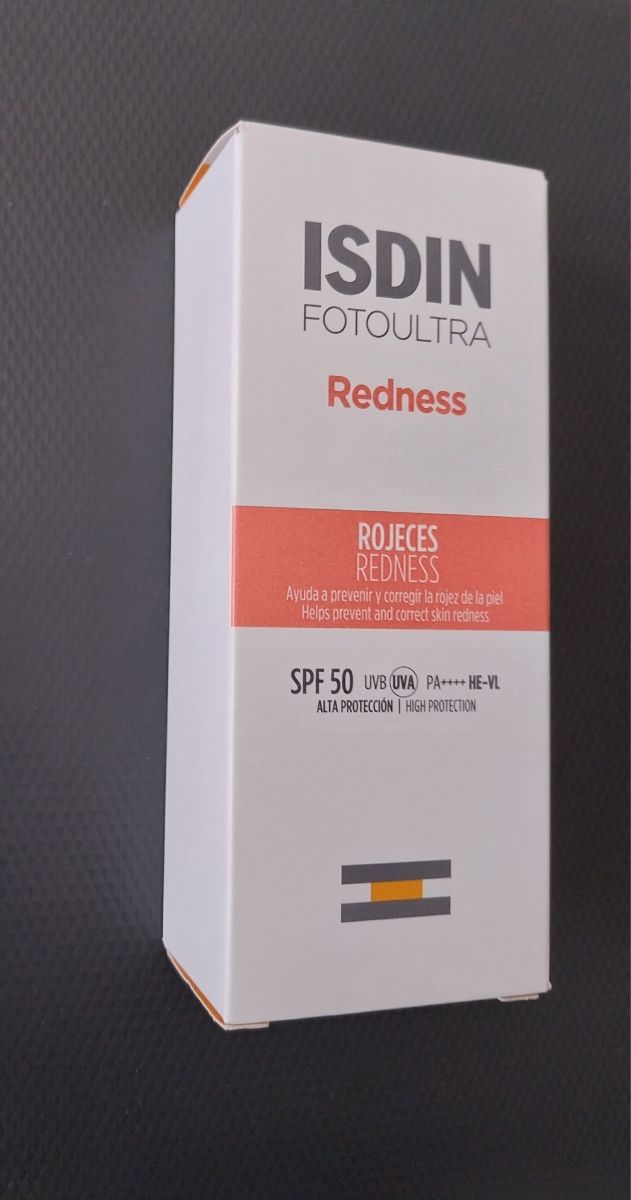 ISDIN
FOTOULTRA
Redness
ROJECES
REDNESS
Ayuda a prevenir y corregir la rojez de la piel
Helps prevent and correct skin redness
SPF 50 UVB UVA PA++++ HE-VL
ALTA PROTECCIÓN | HIGH PROTECTION